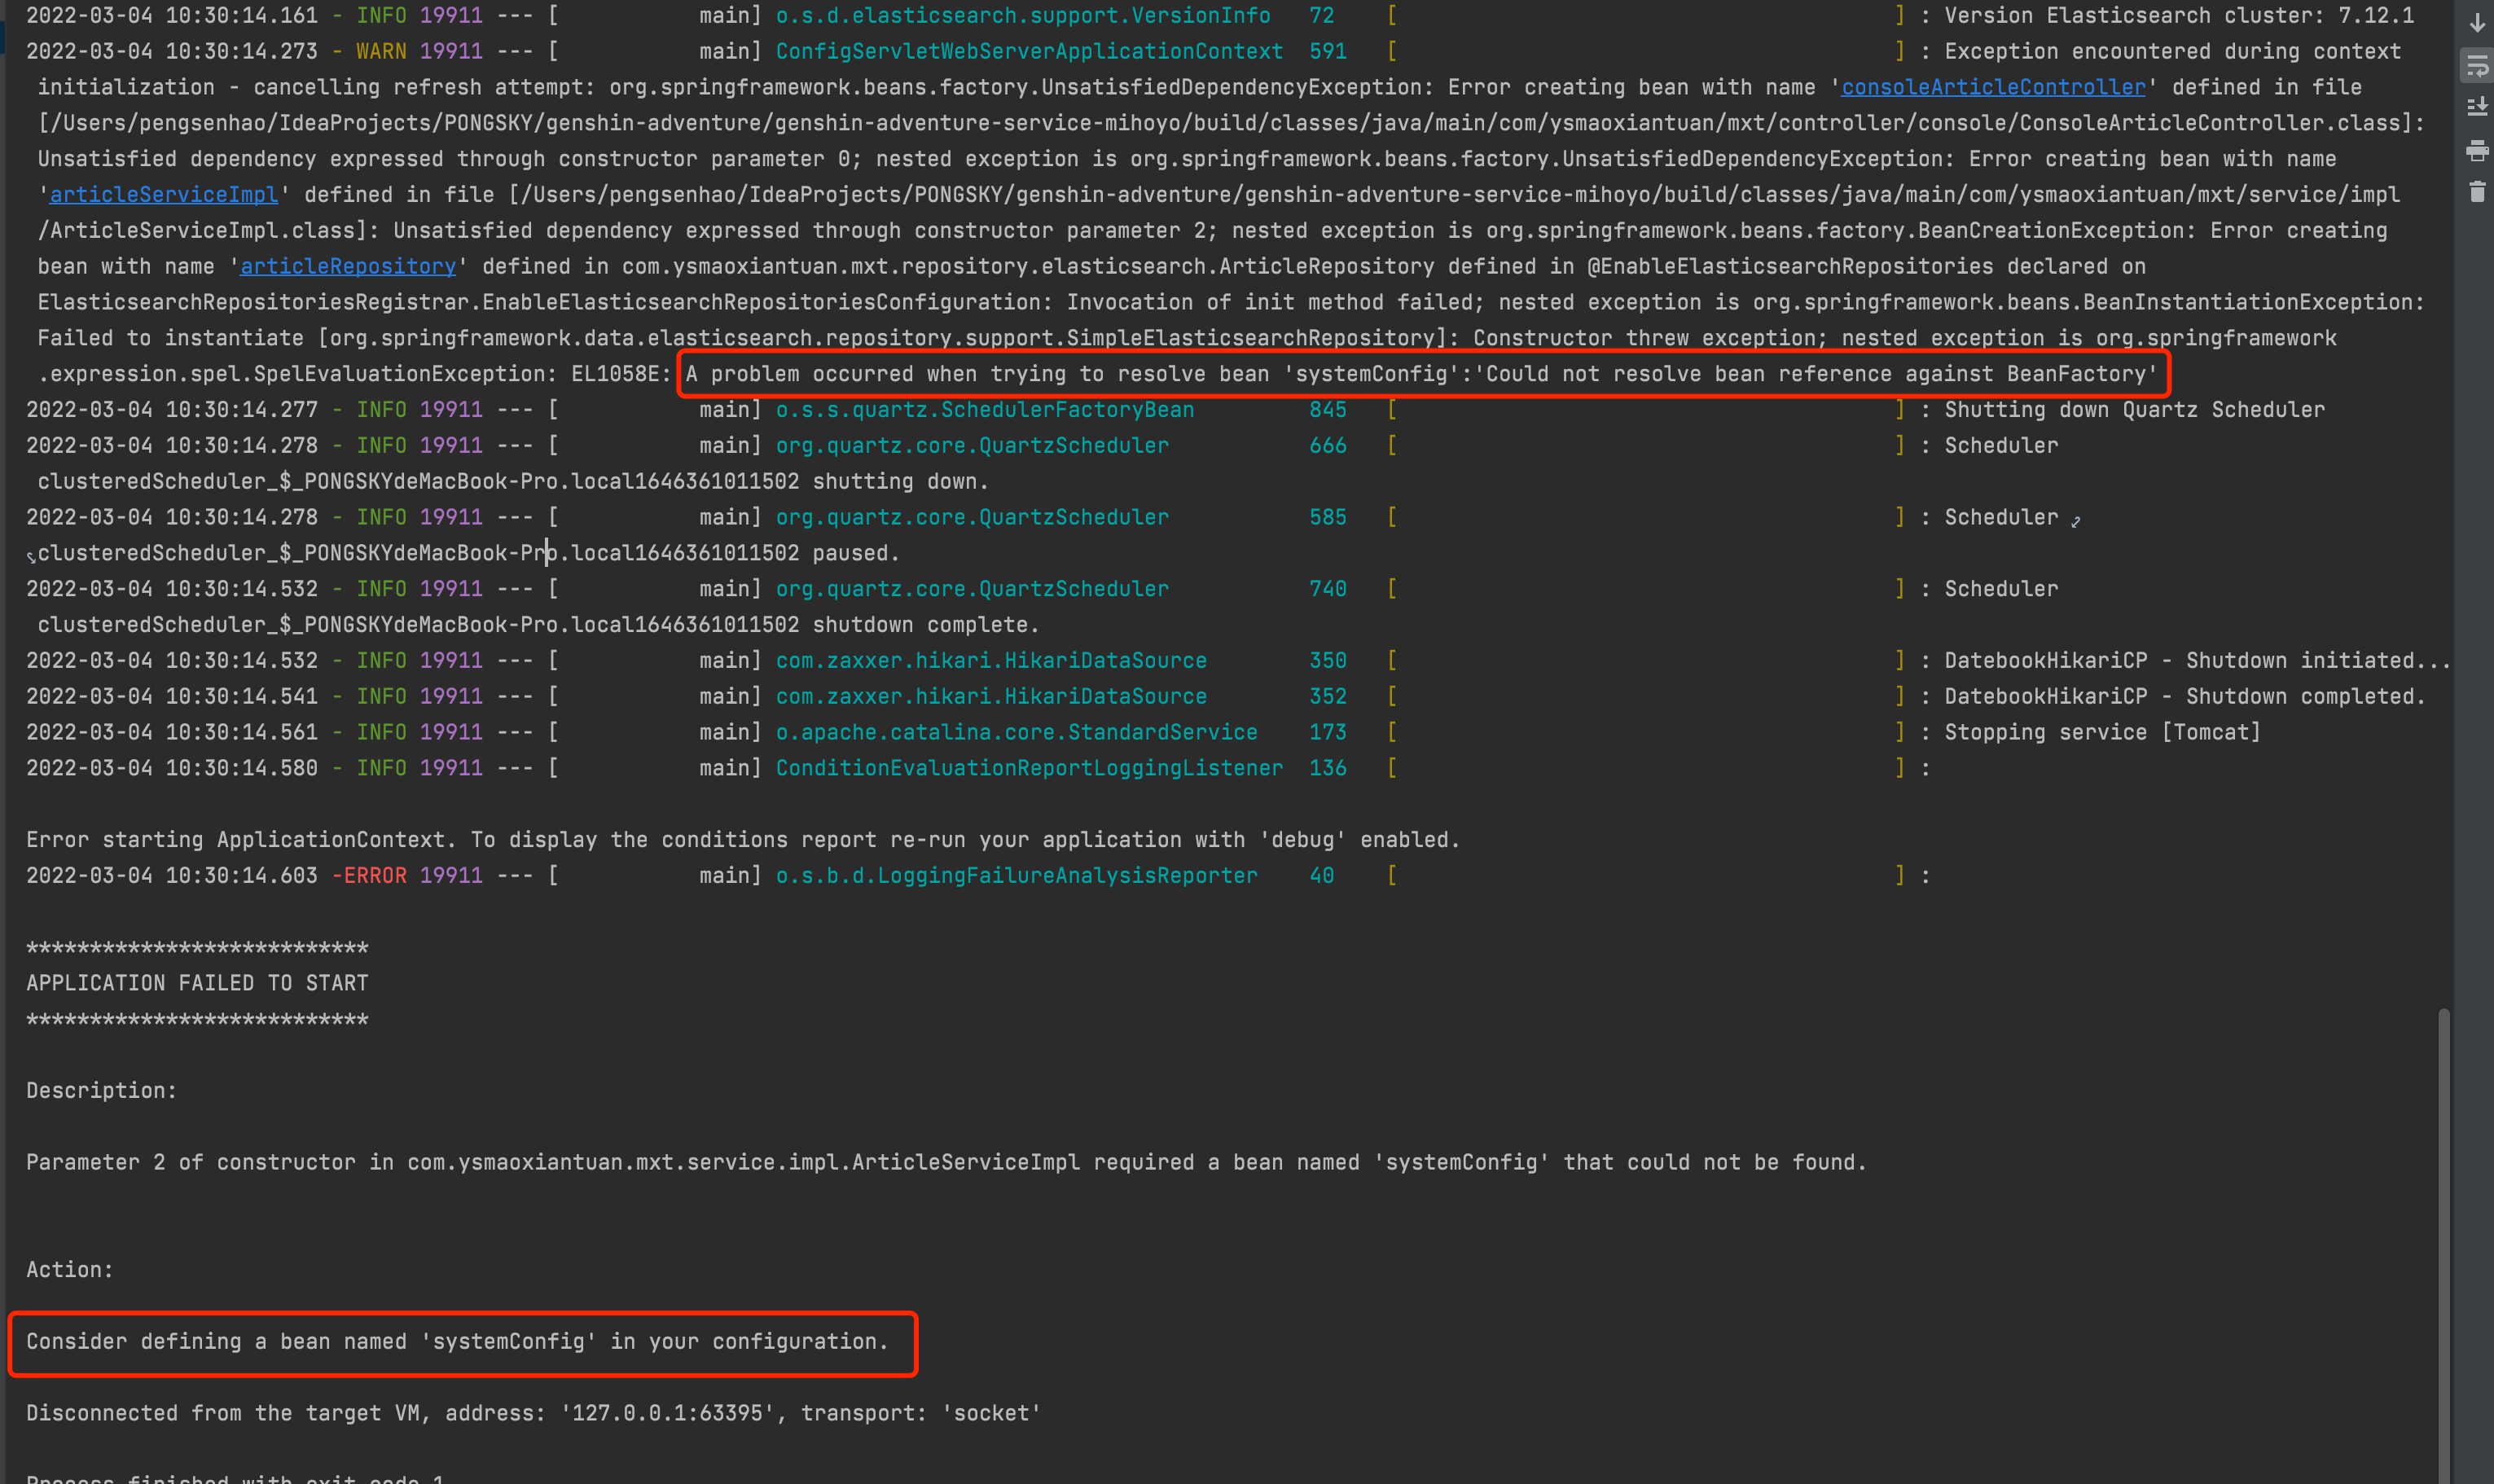 2022-03-04 10:30:14.161 - INFO 19911 --- [           main] o.s.d.elasticsearch.support.VersionInfo   72    [                                       ] : Version Elasticsearch cluster: 7.12.1
2022-03-04 10:30:14.273 - WARN 19911 --- [           main] ConfigServletWebServerApplicationContext  591   [                                       ] : Exception encountered during context
initialization - cancelling refresh attempt: org.springframework.beans.factory.UnsatisfiedDependencyException: Error creating bean with name 'consoleArticleController' defined in file
[/Users/pengsenhao/IdeaProjects/PONGSKY/genshin-adventure/genshin-adventure-service-mihoyo/build/classes/java/main/com/ysmaoxiantuan/mxt/controller/console/ConsoleArticleController.class]:
Unsatisfied dependency expressed through constructor parameter 0; nested exception is org.springframework.beans.factory.UnsatisfiedDependencyException: Error creating bean with name
'articleServiceImpl' defined in file [/Users/pengsenhao/IdeaProjects/PONGSKY/genshin-adventure/genshin-adventure-service-mihoyo/build/classes/java/main/com/ysmaoxiantuan/mxt/service/impl
/ArticleServiceImpl.class]: Unsatisfied dependency expressed through constructor parameter 2; nested exception is org.springframework.beans.factory.BeanCreationException: Error creating
bean with name 'articleRepository' defined in com.ysmaoxiantuan.mxt.repository.elasticsearch.ArticleRepository defined in @EnableElasticsearchRepositories declared on
ElasticsearchRepositoriesRegistrar.EnableElasticsearchRepositoriesConfiguration: Invocation of init method failed; nested exception is org.springframework.beans.BeanInstantiationException:
Failed to instantiate [org.springframework.data.elasticsearch.repository.support.SimpleElasticsearchRepository]: Constructor threw exception; nested exception is org.springframework
.expression.spel.SpelEvaluationException: EL1058E: A problem occurred when trying to resolve bean 'systemConfig':'Could not resolve bean reference against BeanFactory'
2022-03-04 10:30:14.277 - INFO 19911 --- [           main] o.s.s.quartz.SchedulerFactoryBean         845   [                                       ] : Shutting down Quartz Scheduler
2022-03-04 10:30:14.278 - INFO 19911 --- [           main] org.quartz.core.QuartzScheduler           666   [                                       ] : Scheduler
clusteredScheduler_$_PONGSKYdeMacBook-Pro.local1646361011502 shutting down.
2022-03-04 10:30:14.278 - INFO 19911 --- [           main] org.quartz.core.QuartzScheduler           585   [                                       ] : Scheduler
clusteredScheduler_$_PONGSKYdeMacBook-Pro.local1646361011502 paused.
2022-03-04 10:30:14.532 - INFO 19911 --- [           main] org.quartz.core.QuartzScheduler           740   [                                       ] : Scheduler
clusteredScheduler_$_PONGSKYdeMacBook-Pro.local1646361011502 shutdown complete.
2022-03-04 10:30:14.532 - INFO 19911 --- [           main] com.zaxxer.hikari.HikariDataSource        350   [                                       ] : DatebookHikariCP - Shutdown initiated...
2022-03-04 10:30:14.541 - INFO 19911 --- [           main] com.zaxxer.hikari.HikariDataSource        352   [                                       ] : DatebookHikariCP - Shutdown completed.
2022-03-04 10:30:14.561 - INFO 19911 --- [           main] o.apache.catalina.core.StandardService    173   [                                       ] : Stopping service [Tomcat]
2022-03-04 10:30:14.580 - INFO 19911 --- [           main] ConditionEvaluationReportLoggingListener  136   [                                       ] :
Error starting ApplicationContext. To display the conditions report re-run your application with 'debug' enabled.
2022-03-04 10:30:14.603 -ERROR 19911 --- [           main] o.s.b.d.LoggingFailureAnalysisReporter    40    [                                       ] :
***************************
APPLICATION FAILED TO START
***************************
Description:
Parameter 2 of constructor in com.ysmaoxiantuan.mxt.service.impl.ArticleServiceImpl required a bean named 'systemConfig' that could not be found.
Action:
Consider defining a bean named 'systemConfig' in your configuration.
Disconnected from the target VM, address: '127.0.0.1:63395', transport: 'socket'
Process finished with exit code 1